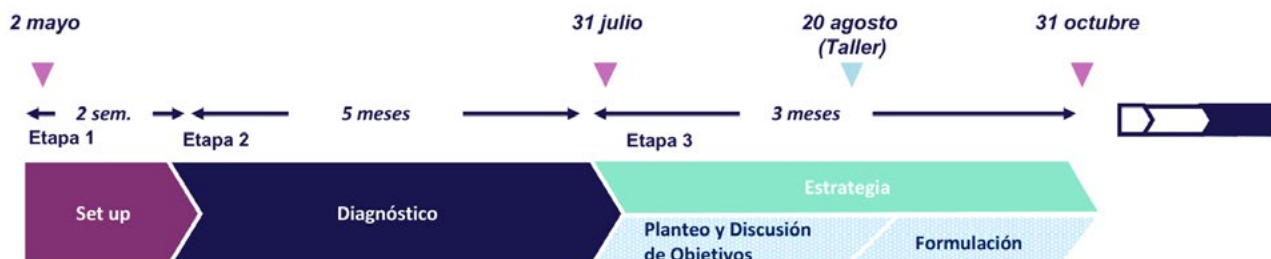 2 mayo
31 julio
20 agosto
(Taller)
31 octubre
2 sem.
5 meses
3 meses
Etapa 1
Etapa 2
Etapa 3
Set up
Diagnóstico
Estrategia
Planteo y Discusión
de Objetivos
Formulación